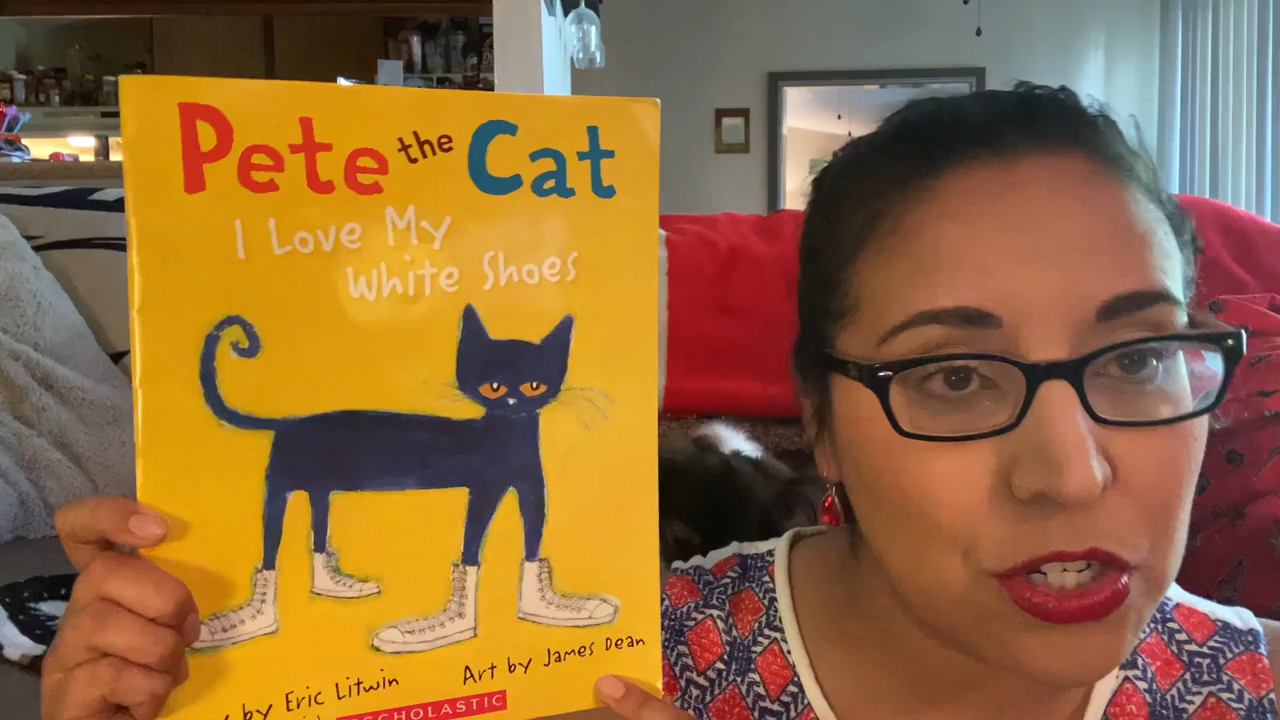 Pete the Cat
I Love My
White Shoes
by Eric Litwin
Art by James Dean
SCHOLASTIC